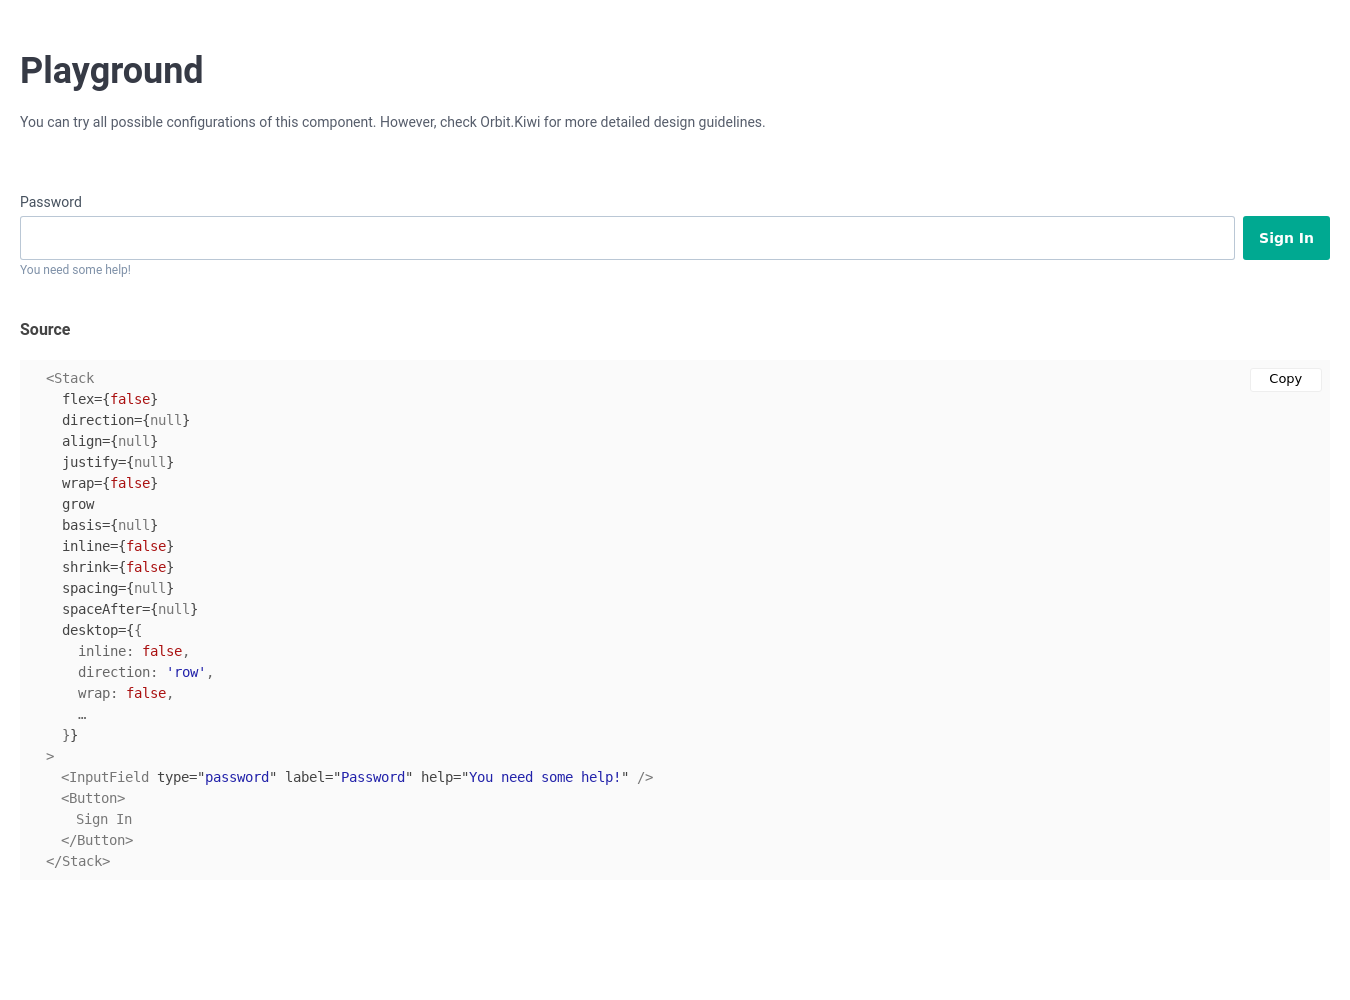 Playground
You can try all possible configurations of this component. However, check Orbit.Kiwi for more detailed design guidelines.
Password
Sign In
You need some help!
Source
Copy
<Stack
  flex={false}
  direction={null}
  align={null}
  justify={null}
  wrap={false}
  grow
  basis={null}
  inline={false}
  shrink={false}
  spacing={null}
  spaceAfter={null}
  desktop={{
    inline: false,
    direction: 'row',
    wrap: false,
    …
  }}
>
  <InputField type="password" label="Password" help="You need some help!" />
  <Button>
    Sign In
  </Button>
</Stack>